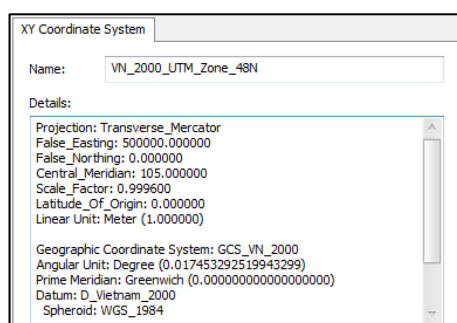 XY Coordinate System
Name: VN_2000_UTM_Zone_48N
Details:
Projection: Transverse_Mercator
False_Easting: 500000.000000
False_Northing: 0.000000
Central_Meridian: 105.000000
Scale_Factor: 0.999600
Latitude_Of_Origin: 0.000000
Linear Unit: Meter (1.000000)
Geographic Coordinate System: GCS_VN_2000
Angular Unit: Degree (0.017453292519943299)
Prime Meridian: Greenwich (0.000000000000000000)
Datum: D_Vietnam_2000
Spheroid: WGS_1984